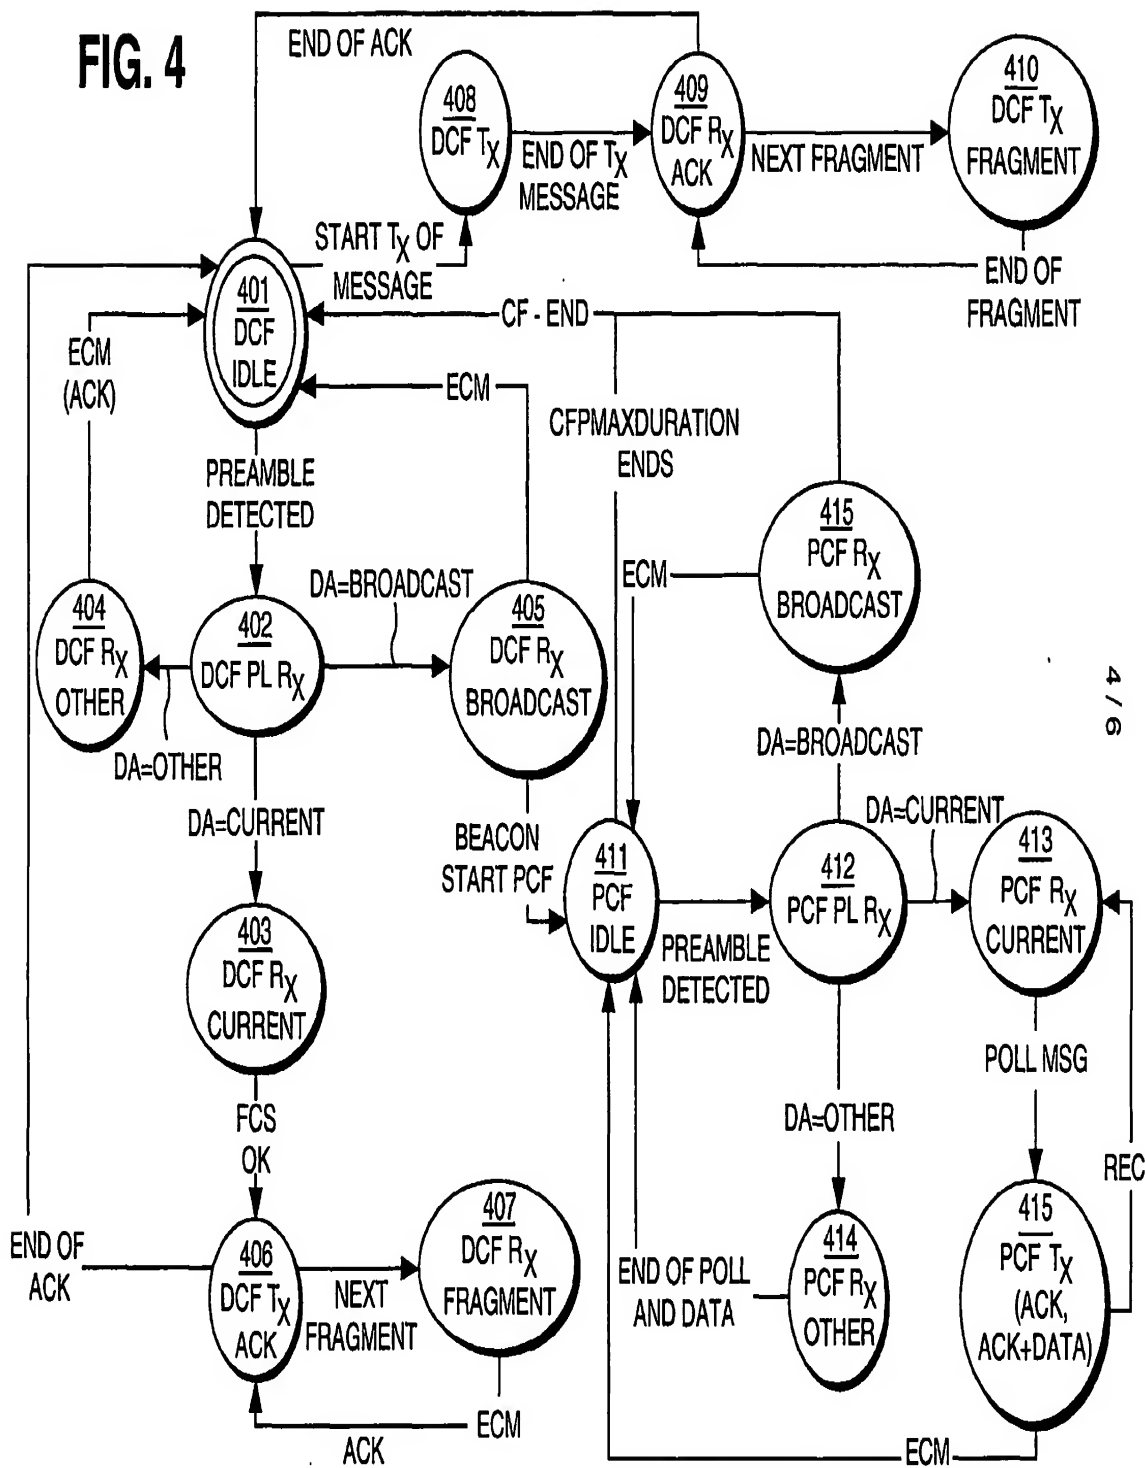 FIG. 4
END OF ACK
408
DCF TX
END OF TX
MESSAGE
409
DCF RX
ACK
NEXT FRAGMENT
410
DCF TX
FRAGMENT
END OF
FRAGMENT
START TX OF
MESSAGE
401
DCF
IDLE
ECM
(ACK)
CF - END
ECM
CFPMAXDURATION
ENDS
PREAMBLE
DETECTED
404
DCF RX
OTHER
402
DCF PL RX
DA=BROADCAST
405
DCF RX
BROADCAST
ECM
415
PCF RX
BROADCAST
4 / 6
DA=OTHER
DA=CURRENT
DA=BROADCAST
BEACON
START PCF
411
PCF
IDLE
PREAMBLE
DETECTED
412
PCF PL RX
DA=CURRENT
413
PCF RX
CURRENT
403
DCF RX
CURRENT
FCS
OK
DA=OTHER
POLL MSG
REC
END OF
ACK
406
DCF TX
ACK
NEXT
FRAGMENT
407
DCF RX
FRAGMENT
END OF POLL
AND DATA
414
PCF RX
OTHER
415
PCF TX
(ACK,
ACK+DATA)
ECM
ACK
ECM